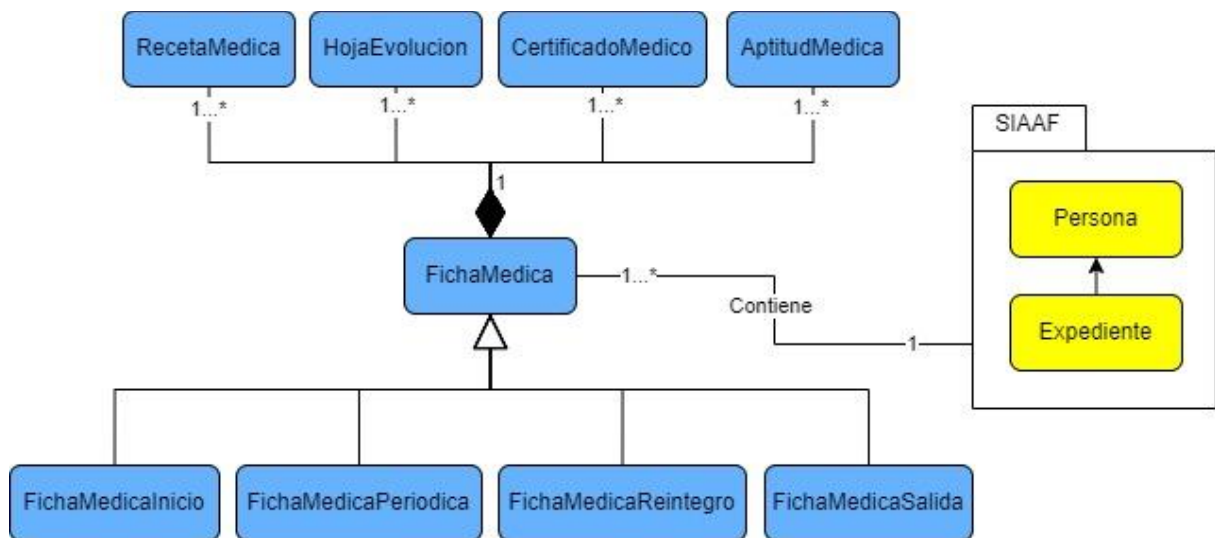 RecetaMedica
HojaEvolucion
CertificadoMedico
AptitudMedica
1...*
1...*
1...*
1...*
SIAAF
1
Persona
FichaMedica
1...*
Contiene
1
Expediente
FichaMedicaInicio
FichaMedicaPeriodica
FichaMedicaReintegro
FichaMedicaSalida